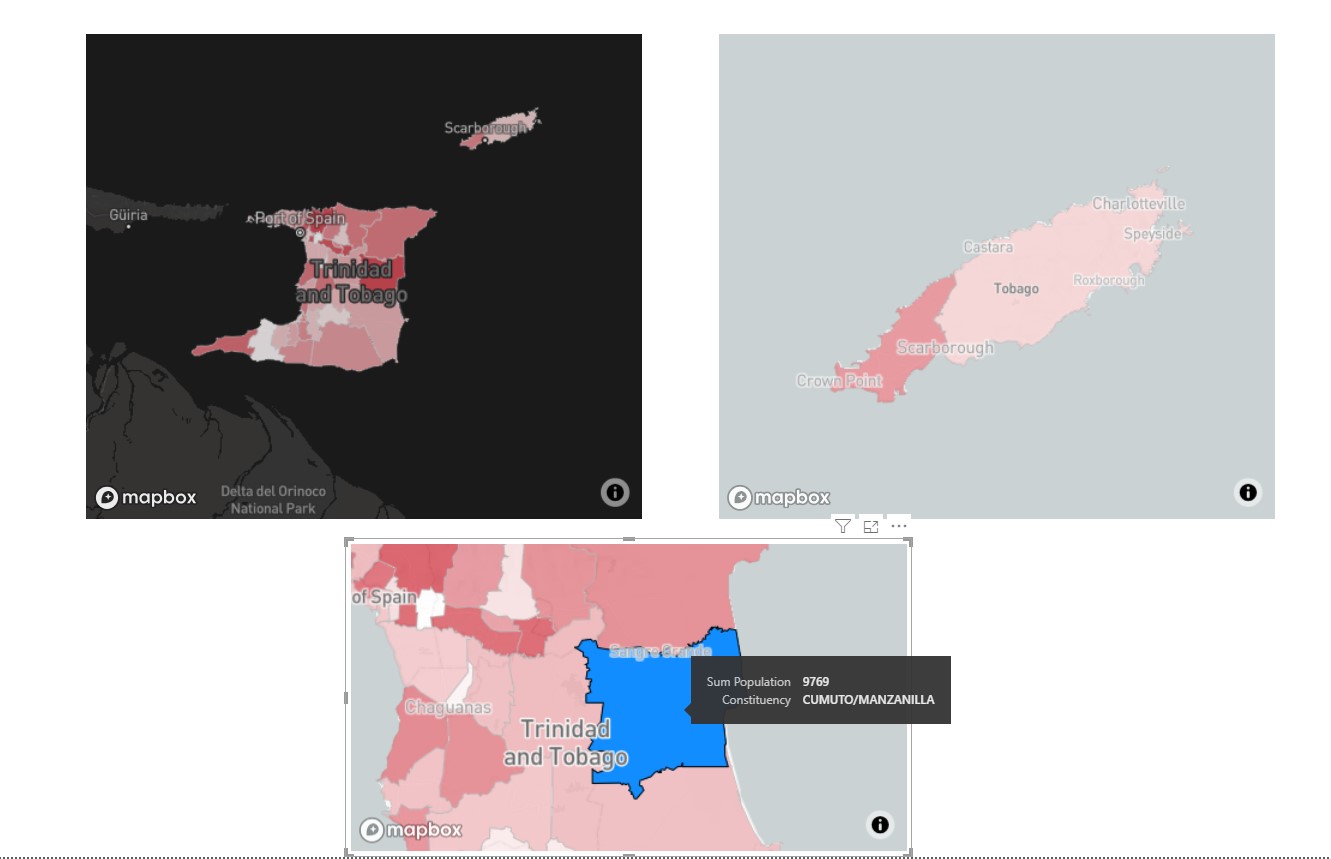 Scarborough
Güiria
Port of Spain
Trinidad
and Tobago
Delta del Orinoco
National Park
mapbox
Charlotteville
Speyside
Castara
Roxborough
Tobago
Scarborough
Crown Point
mapbox
of Spain
Sangre Grande
Sum Population 9769
Constituency CUMUTO/MANZANILLA
Chaguanas
Trinidad
and Tobago
mapbox